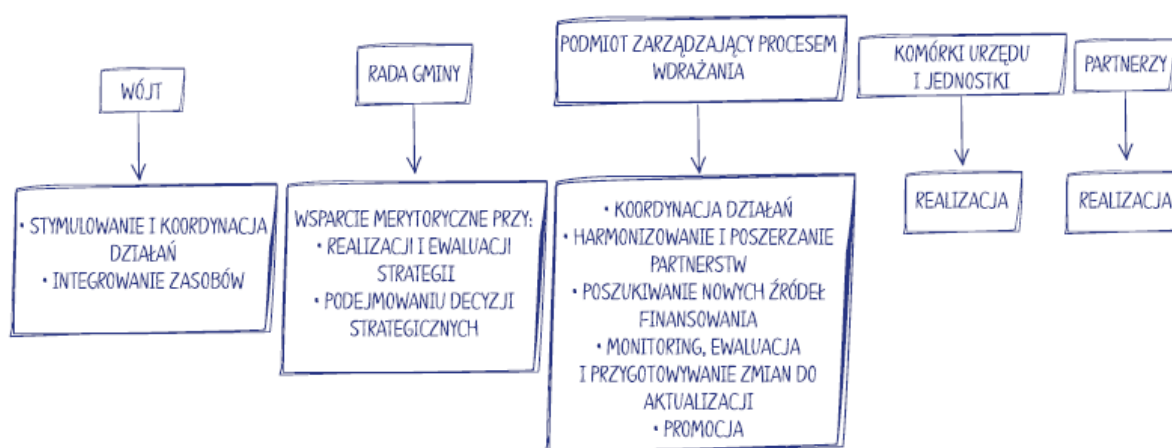 WÓJT
RADA GMINY
PODMIOT ZARZĄDZAJĄCY PROCESEM
WDRAŻANIA
KOMÓRKI URZĘDU
I JEDNOSTKI
PARTNERZY
• STYMULOWANIE I KOORDYNACJA
DZIAŁAŃ
• INTEGROWANIE ZASOBÓW
WSPARCIE MERYTORYCZNE PRZY:
• REALIZACJI I EWALUACJI
STRATEGII
• PODEJMOWANIU DECYZJI
STRATEGICZNYCH
• KOORDYNACJA DZIAŁAŃ
• HARMONIZOWANIE I POSZERZANIE
PARTNERSTW
• POSZUKIWANIE NOWYCH ŹRÓDEŁ
FINANSOWANIA
• MONITORING, EWALUACJA
I PRZYGOTOWYWANIE ZMIAN DO
AKTUALIZACJI
• PROMOCJA
REALIZACJA
REALIZACJA